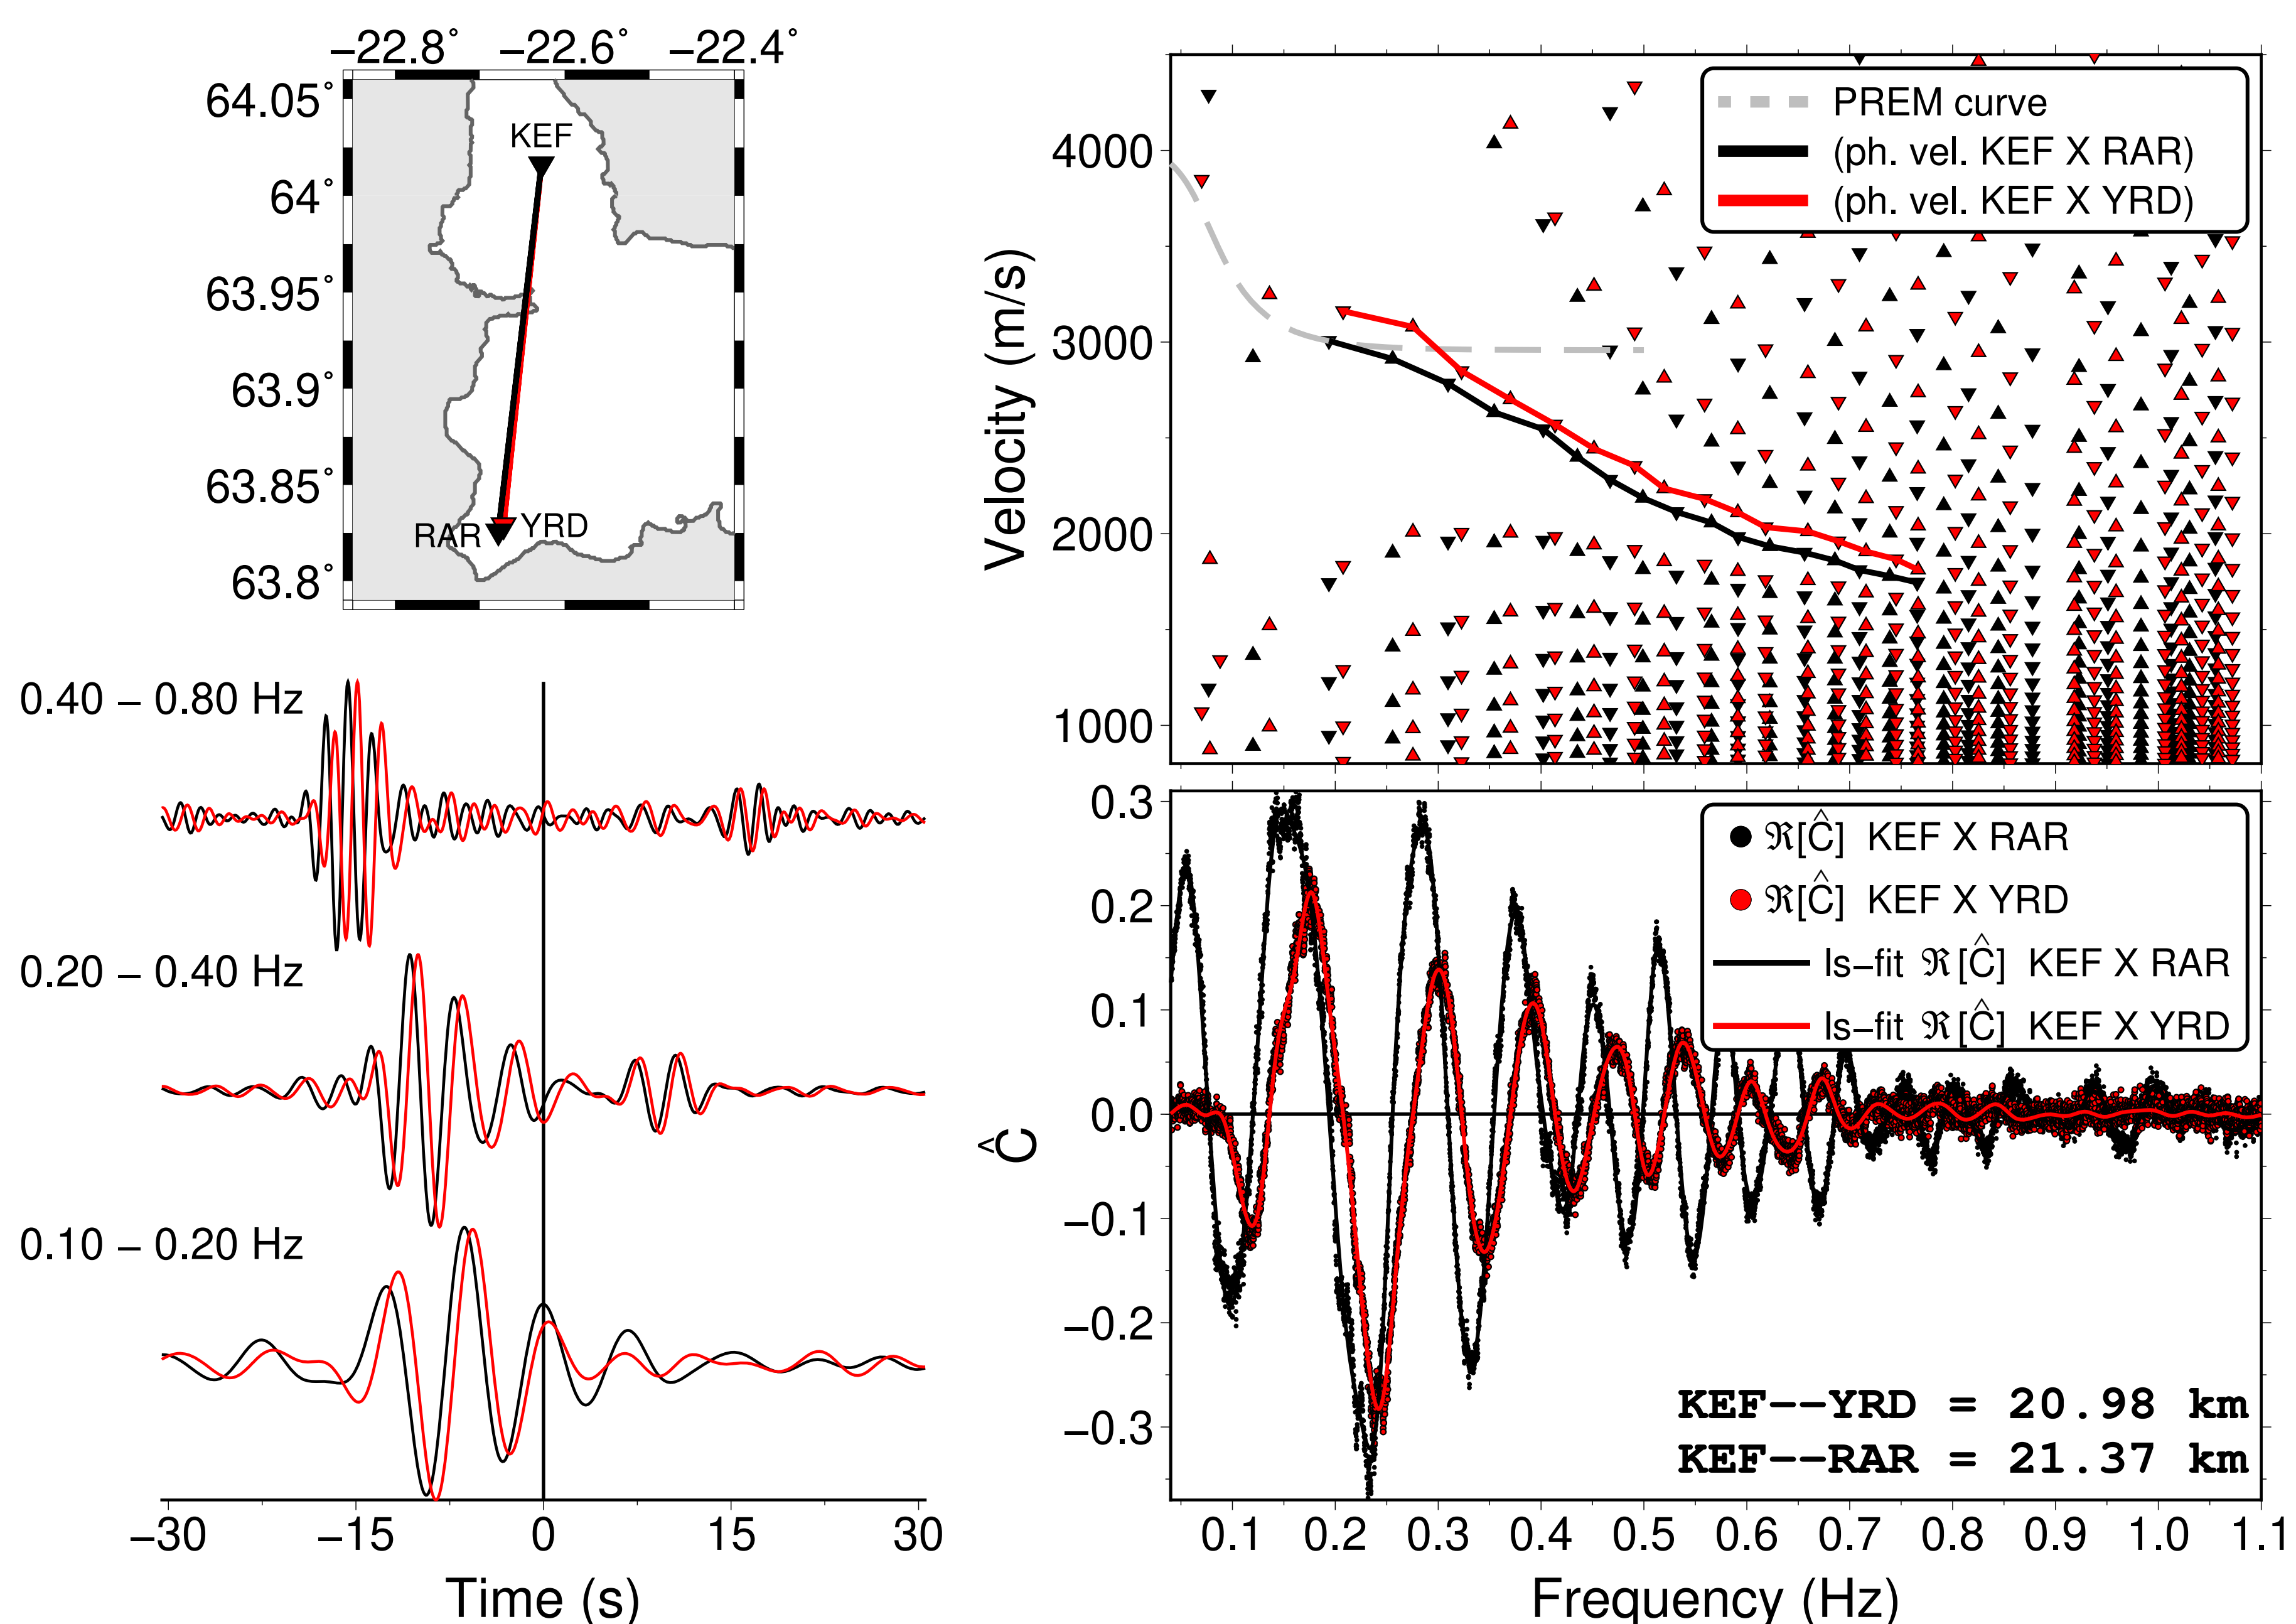 −22.8° −22.6° −22.4°
64.05°
64°
63.95°
63.9°
63.85°
63.8°
KEF
RAR YRD
0.40 − 0.80 Hz
0.20 − 0.40 Hz
0.10 − 0.20 Hz
−30 −15 0 15 30
Time (s)
4000
3000
2000
1000
Velocity (m/s)
PREM curve
(ph. vel. KEF X RAR)
(ph. vel. KEF X YRD)
0.3
0.2
0.1
0.0
−0.1
−0.2
−0.3
Ĉ
ℜ[Ĉ] KEF X RAR
ℜ[Ĉ] KEF X YRD
ls−fit ℜ[Ĉ] KEF X RAR
ls−fit ℜ[Ĉ] KEF X YRD
KEF−−YRD = 20.98 km
KEF−−RAR = 21.37 km
0.1 0.2 0.3 0.4 0.5 0.6 0.7 0.8 0.9 1.0 1.1
Frequency (Hz)